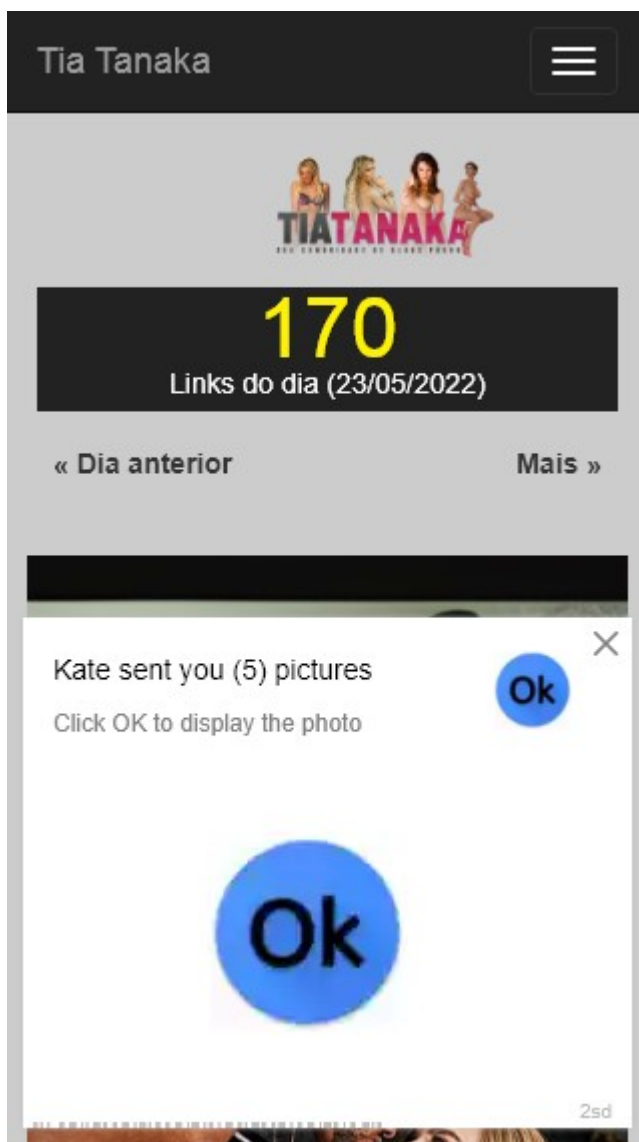 Tia Tanaka
TIATANAKA
170
Links do dia (23/05/2022)
« Dia anterior
Mais »
Kate sent you (5) pictures
Ok
Click OK to display the photo
Ok
2sd